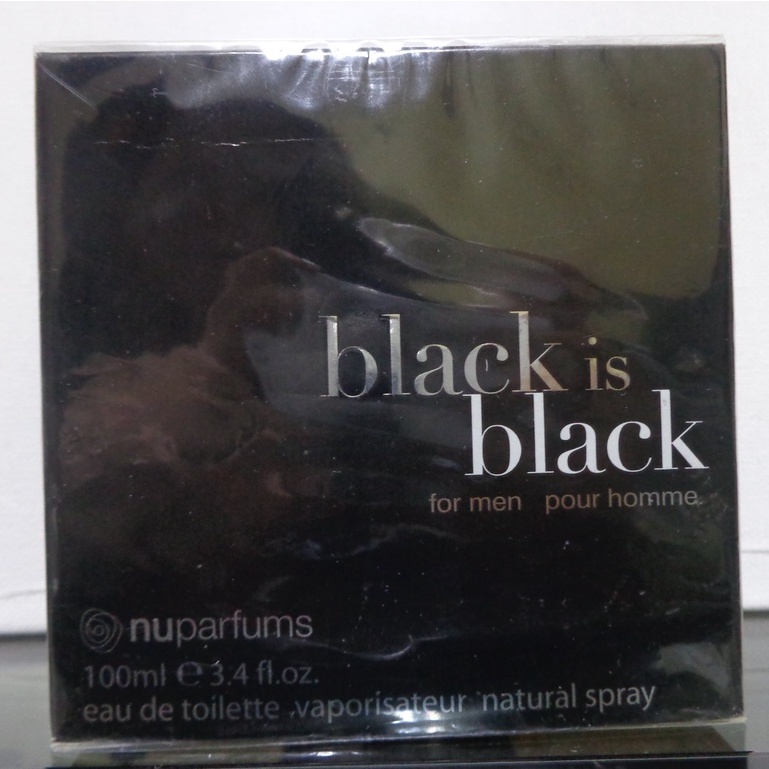 black is
black
for men pour homme
nuparfums
100ml ℮ 3.4 fl.oz.
eau de toilette vaporisateur natural spray